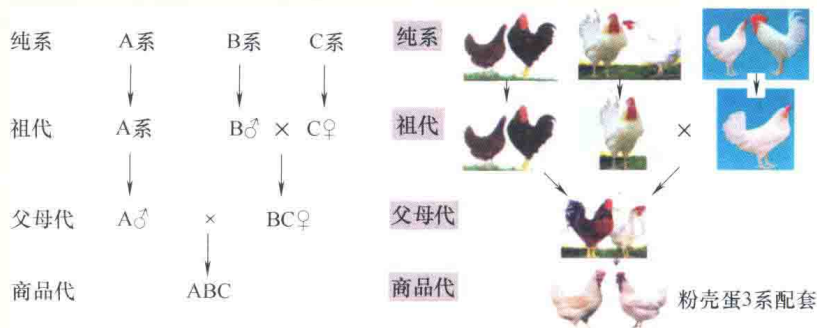 纯系 A系 B系 C系
祖代 A系 B♂ × C♀
父母代 A♂ × BC♀
商品代 ABC
纯系
祖代 ×
父母代
商品代 粉壳蛋3系配套